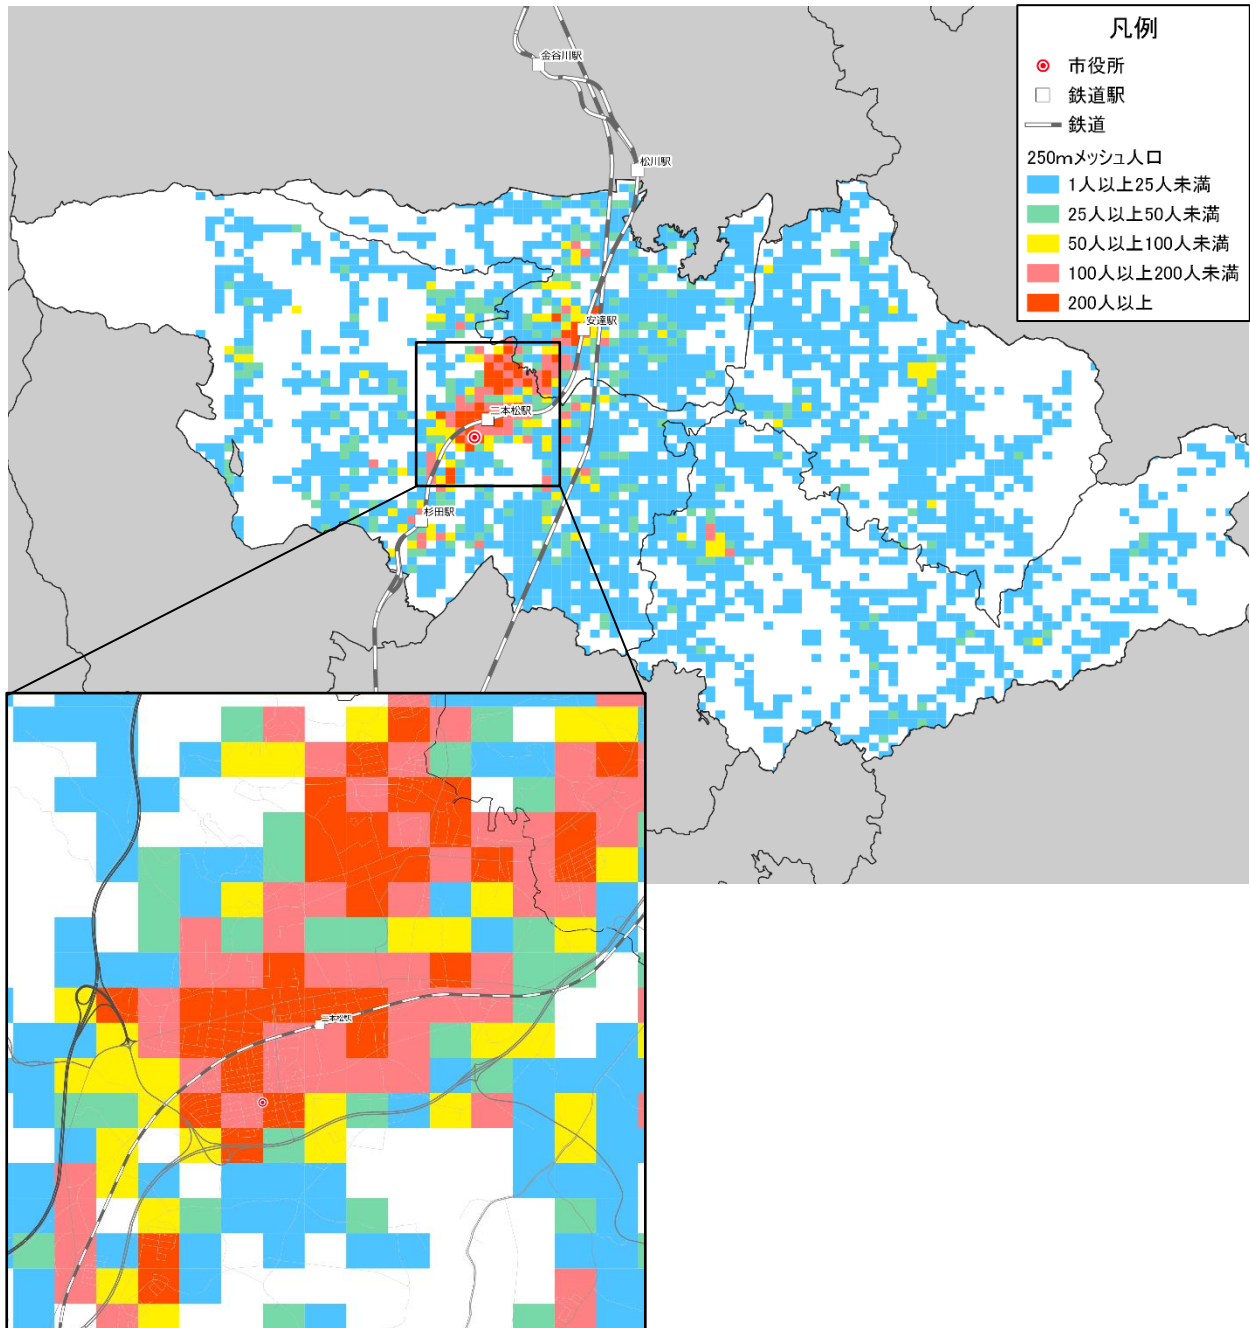 凡例
市役所
鉄道駅
鉄道
250mメッシュ人口
1人以上25人未満
25人以上50人未満
50人以上100人未満
100人以上200人未満
200人以上
金谷川駅
松川駅
安達駅
二本松駅
杉田駅
二本松駅